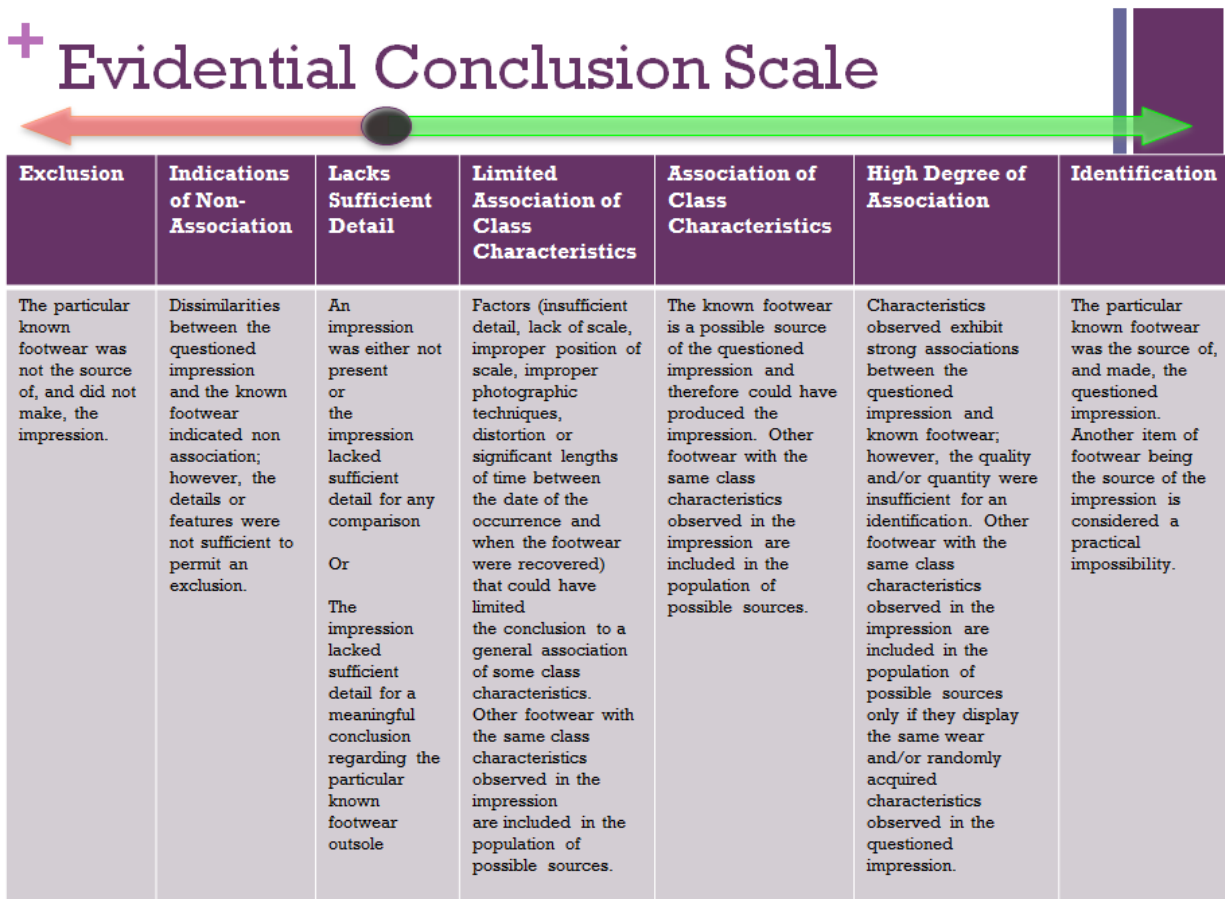 + Evidential Conclusion Scale
Exclusion
Indications
of Non-
Association
Lacks
Sufficient
Detail
Limited
Association of
Class
Characteristics
Association of
Class
Characteristics
High Degree of
Association
Identification
The particular
known
footwear was
not the source
of, and did not
make, the
impression.
Dissimilarities
between the
questioned
impression
and the known
footwear
indicated non
association;
however, the
details or
features were
not sufficient to
permit an
exclusion.
An
impression
was either not
present
or
the
impression
lacked
sufficient
detail for any
comparison
Or
The
impression
lacked
sufficient
detail for a
meaningful
conclusion
regarding the
particular
known
footwear
outsole
Factors (insufficient
detail, lack of scale,
improper position of
scale, improper
photographic
techniques,
distortion or
significant lengths
of time between
the date of the
occurrence and
when the footwear
were recovered)
that could have
limited
the conclusion to a
general association
of some class
characteristics.
Other footwear with
the same class
characteristics
observed in the
impression
are included in the
population of
possible sources.
The known footwear
is a possible source
of the questioned
impression and
therefore could have
produced the
impression. Other
footwear with the
same class
characteristics
observed in the
impression are
included in the
population of
possible sources.
Characteristics
observed exhibit
strong associations
between the
questioned
impression and
known footwear;
however, the quality
and/or quantity were
insufficient for an
identification. Other
footwear with the
same class
characteristics
observed in the
impression are
included in the
population of
possible sources
only if they display
the same wear
and/or randomly
acquired
characteristics
observed in the
questioned
impression.
The particular
known footwear
was the source of,
and made, the
questioned
impression.
Another item of
footwear being
the source of the
impression is
considered a
practical
impossibility.